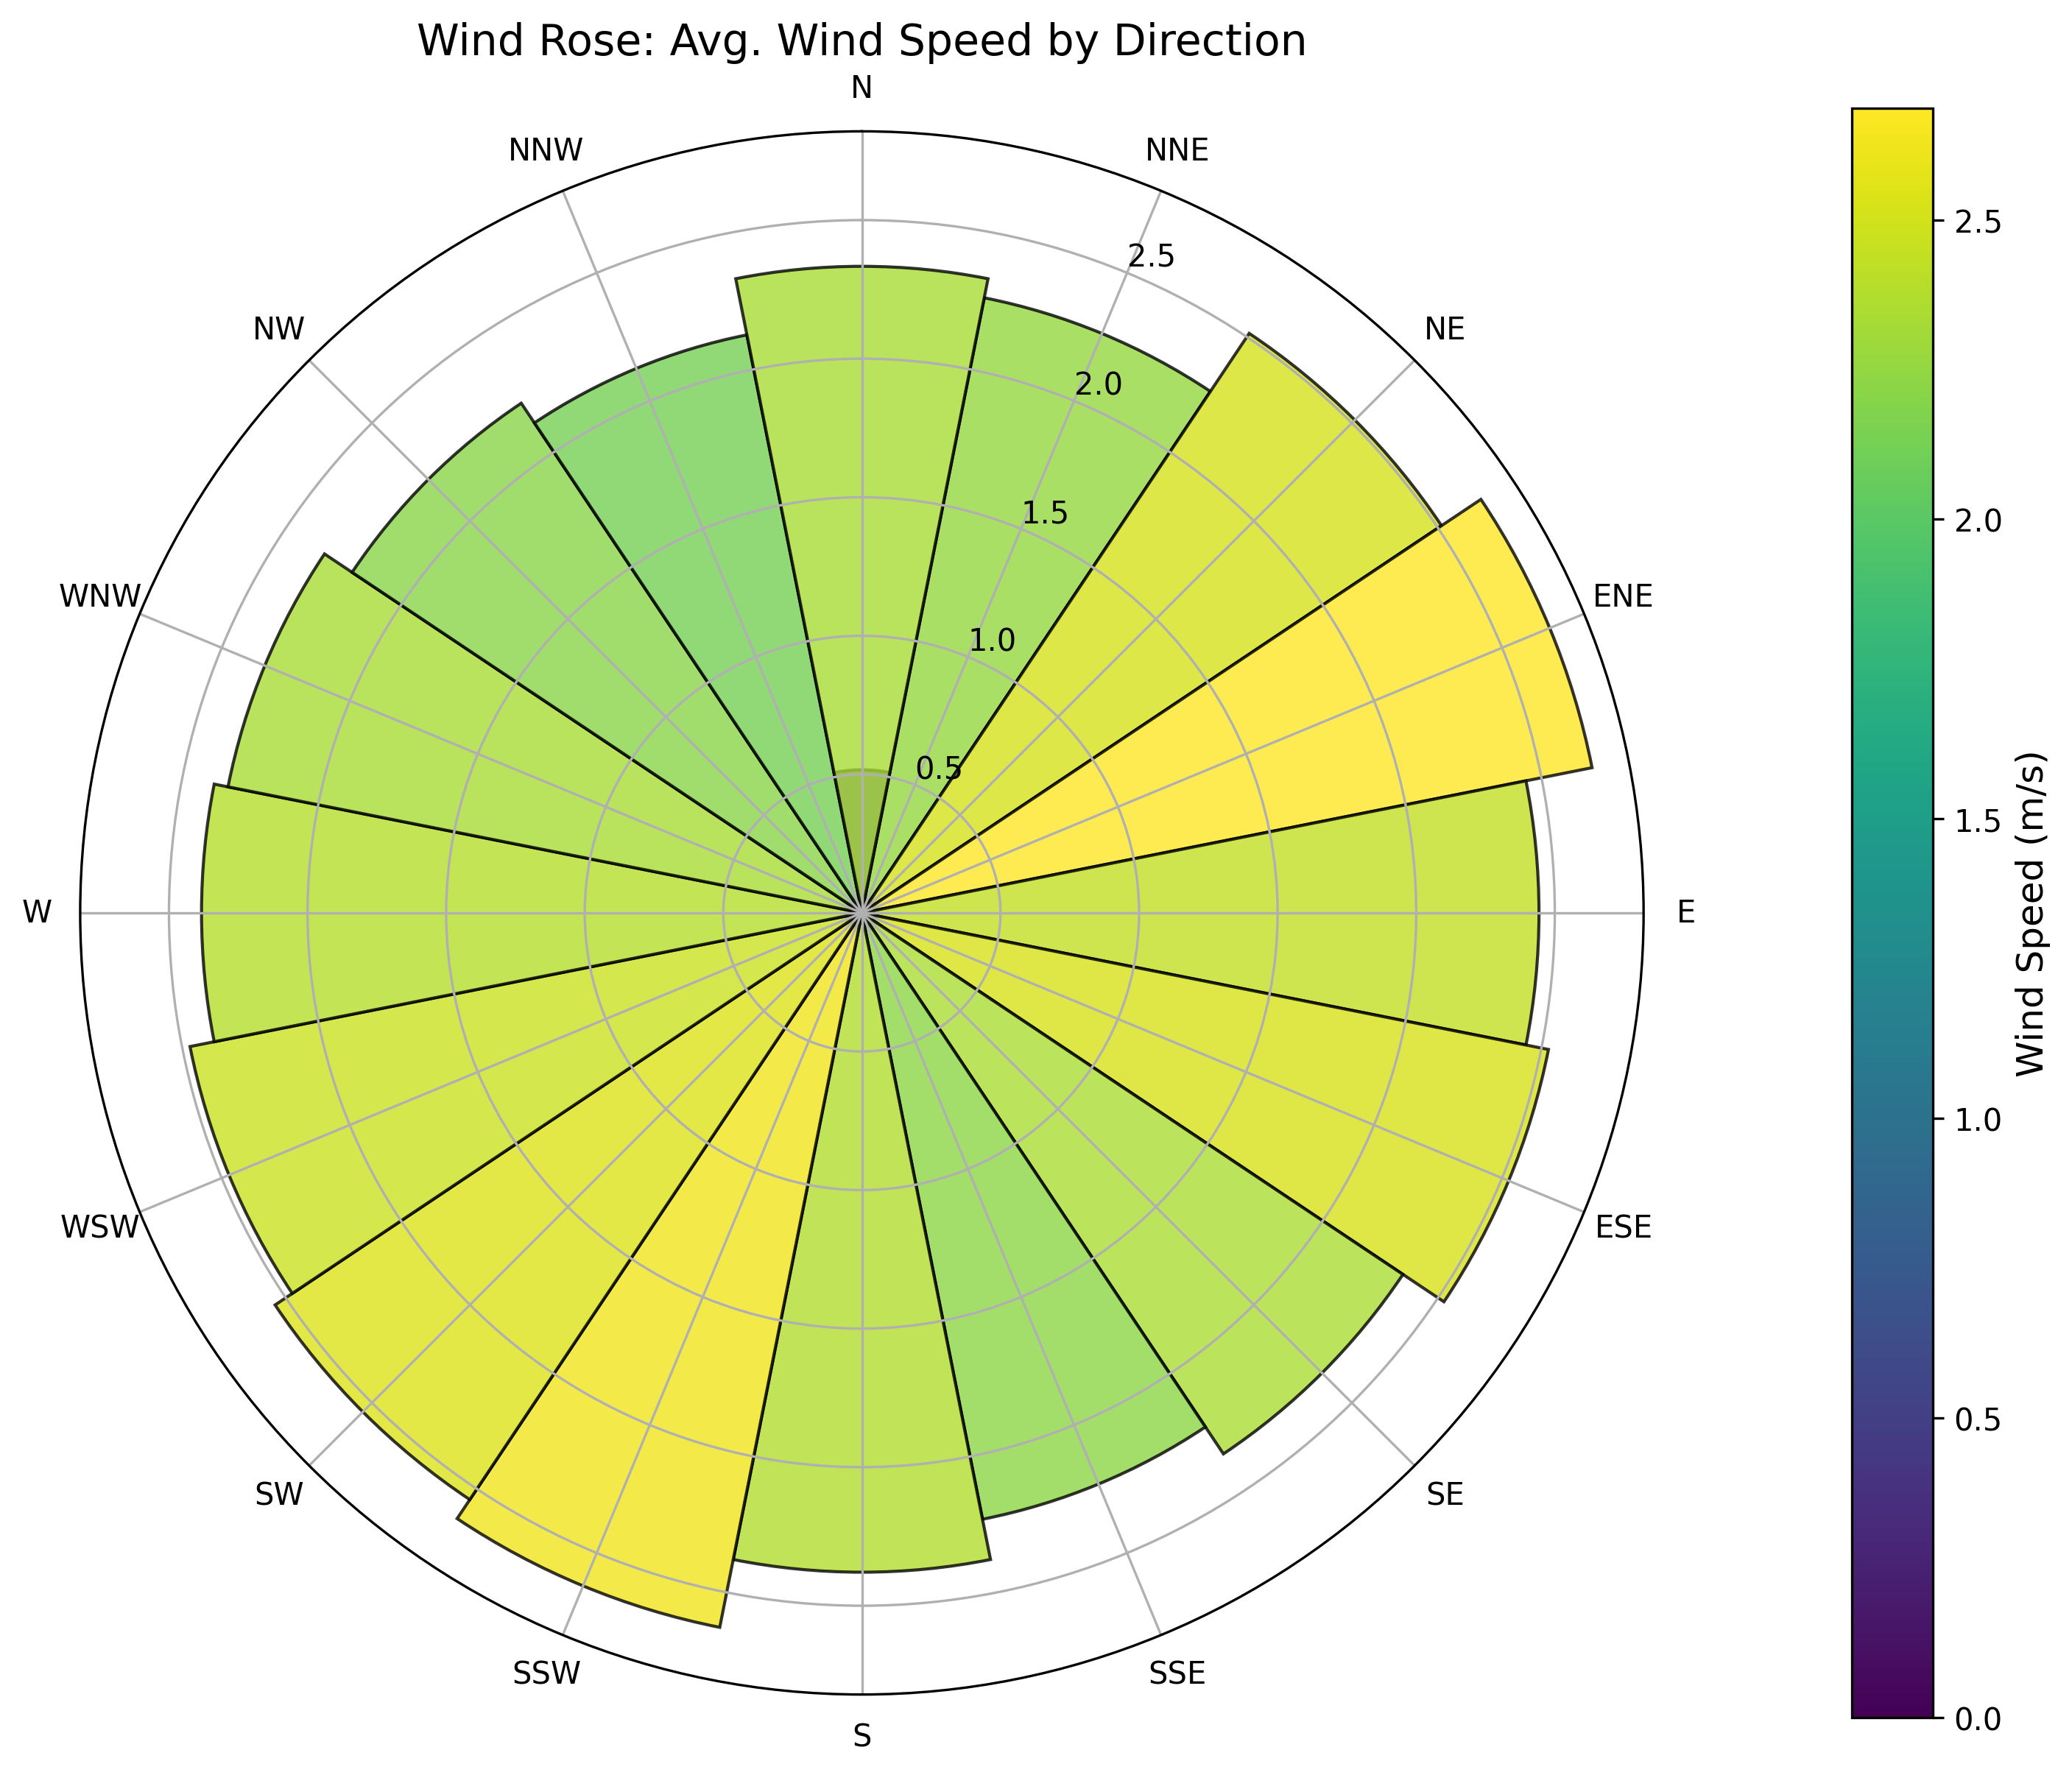 Wind Rose: Avg. Wind Speed by Direction
N
NNW
NNE
NW
NE
WNW
ENE
W
E
WSW
ESE
SW
SE
SSW
SSE
S
2.5
2.0
1.5
1.0
0.5
2.5
2.0
1.5
1.0
0.5
0.0
Wind Speed (m/s)